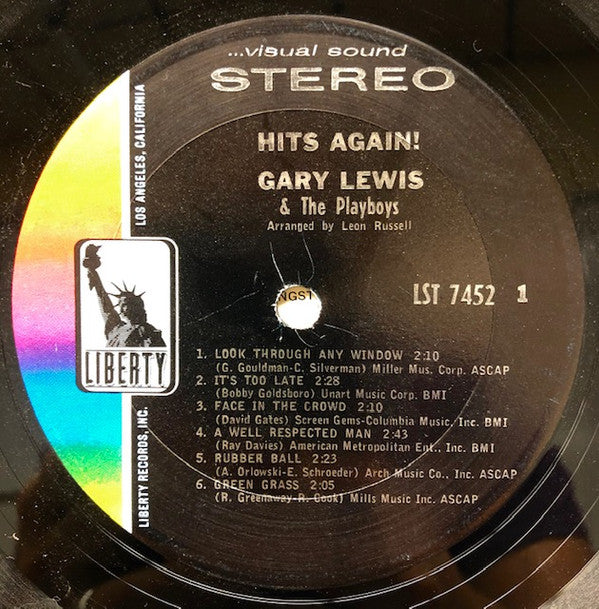 ...visual sound
STEREO
HITS AGAIN!
GARY LEWIS
& The Playboys
Arranged by Leon Russell
LOS ANGELES, CALIFORNIA
LIBERTY
LIBERTY RECORDS, INC.
NGST
LST 7452 1
1. LOOK THROUGH ANY WINDOW 2:10
(G. Gouldman-C. Silverman) Miller Mus. Corp. ASCAP
2. IT'S TOO LATE 2:28
(Bobby Goldsboro) Unart Music Corp. BMI
3. FACE IN THE CROWD 2:10
(David Gates) Screen Gems-Columbia Music, Inc. BMI
4. A WELL RESPECTED MAN 2:43
(Ray Davies) American Metropolitan Ent., Inc. BMI
5. RUBBER BALL 2:23
(A. Orlowski-E. Schroeder) Arch Music Co., Inc. ASCAP
6. GREEN GRASS 2:05
(R. Greenaway-R. Cook) Mills Music Inc. ASCAP